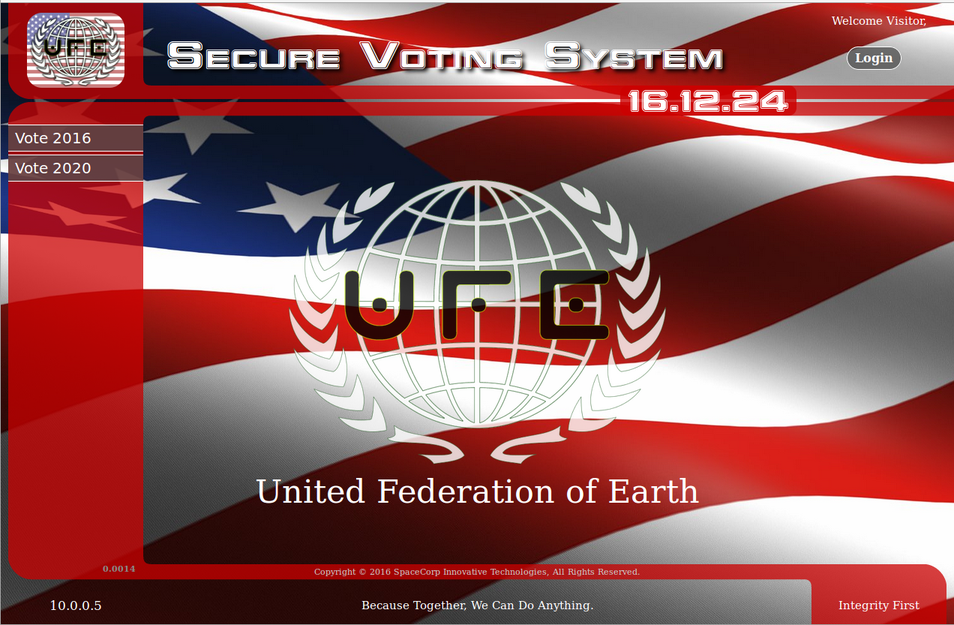 UFE
SECURE VOTING SYSTEM
Welcome Visitor,
Login
16.12.24
Vote 2016
Vote 2020
UFE
United Federation of Earth
0.0014
Copyright © 2016 SpaceCorp Innovative Technologies, All Rights Reserved.
10.0.0.5
Because Together, We Can Do Anything.
Integrity First